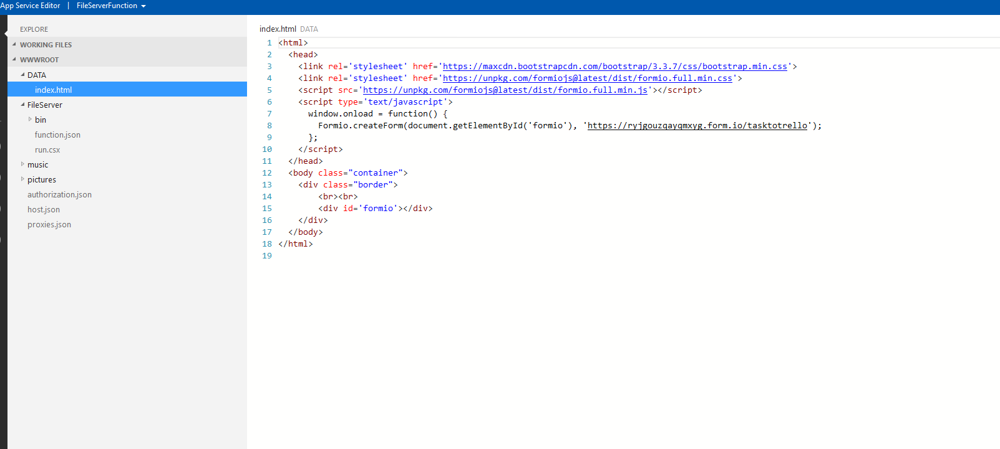 App Service Editor | FileServerFunction
EXPLORE
WORKING FILES
WWWROOT
DATA
index.html
FileServer
bin
function.json
run.csx
music
pictures
authorization.json
host.json
proxies.json
index.html DATA
1 <html>
2 <head>
3 <link rel='stylesheet' href='https://maxcdn.bootstrapcdn.com/bootstrap/3.3.7/css/bootstrap.min.css'>
4 <link rel='stylesheet' href='https://unpkg.com/formiojs@latest/dist/formio.full.min.css'>
5 <script src='https://unpkg.com/formiojs@latest/dist/formio.full.min.js'></script>
6 <script type='text/javascript'>
7 window.onload = function() {
8 Formio.createForm(document.getElementById('formio'), 'https://ryjgouzqayqmxyg.form.io/tasktotrello');
9 };
10 </script>
11 </head>
12 <body class="container">
13 <div class="border">
14 <br><br>
15 <div id='formio'></div>
16 </div>
17 </body>
18 </html>
19